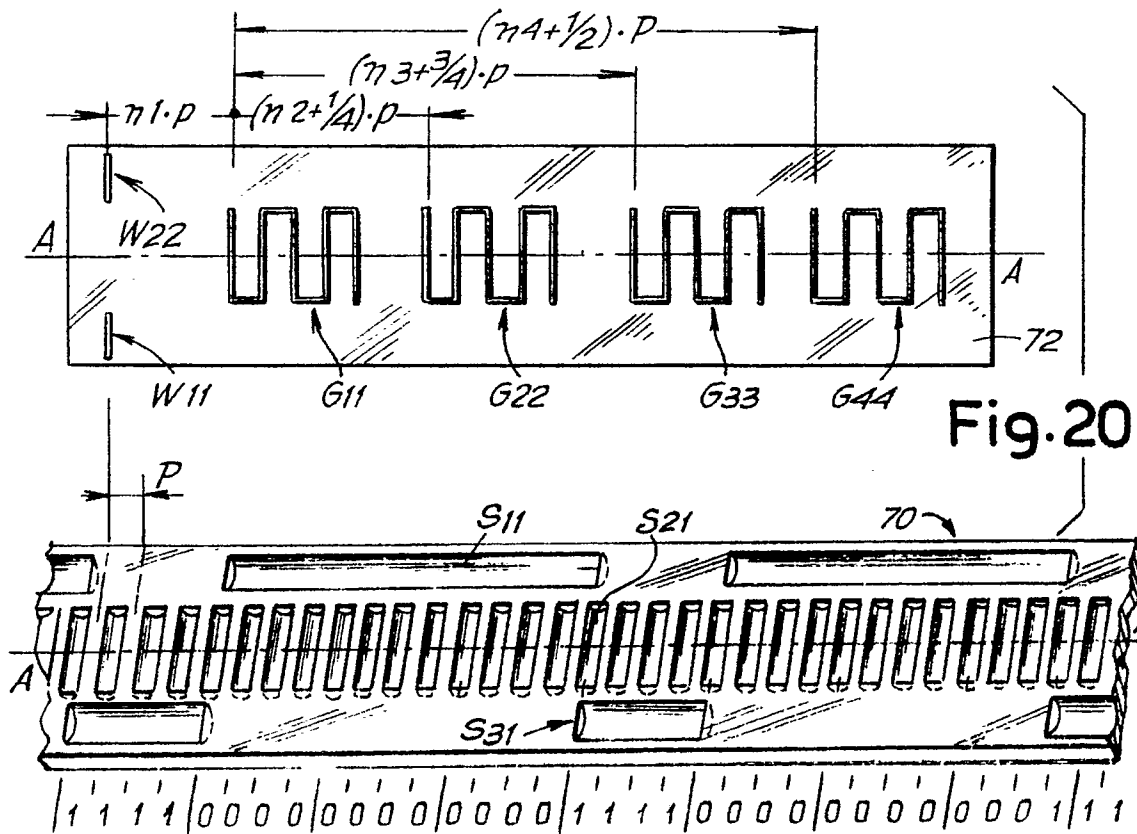 (n4+1/2)·P
(n3+3/4)·p
n1·p (n2+1/4)·p
W22
A A
72
W11 G11 G22 G33 G44
Fig.20
P
S11 S21 70
A
S31
1 1 1 1 0 0 0 0 0 0 0 0 0 0 0 0 1 1 1 1 0 0 0 0 0 0 0 0 0 0 0 1 1 1